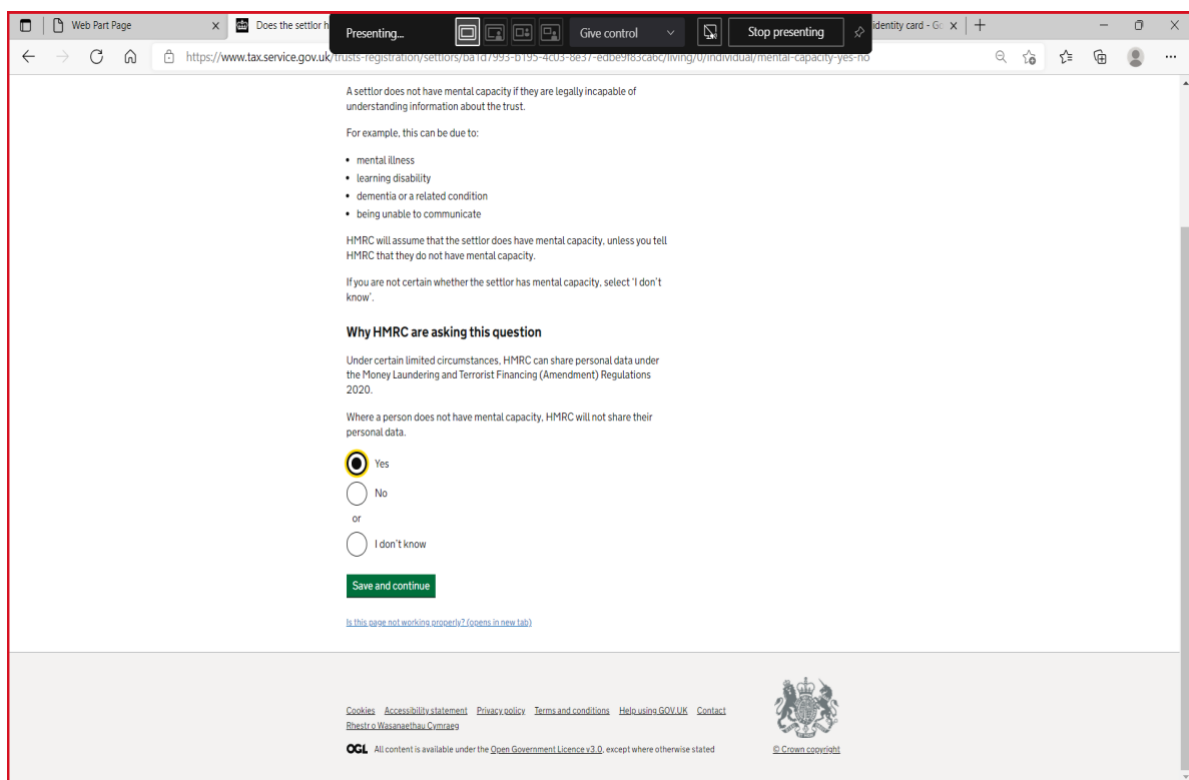 Web Part Page
Does the settlor h
Presenting...
Give control
Stop presenting
identity card - Gc
https://www.tax.service.gov.uk/trusts-registration/settlors/ba1d7993-b195-4c03-8e37-edbe9f83ca6c/living/0/individual/mental-capacity-yes-no
A settlor does not have mental capacity if they are legally incapable of
understanding information about the trust.
For example, this can be due to:
• mental illness
• learning disability
• dementia or a related condition
• being unable to communicate
HMRC will assume that the settlor does have mental capacity, unless you tell
HMRC that they do not have mental capacity.
If you are not certain whether the settlor has mental capacity, select 'I don't
know'.
Why HMRC are asking this question
Under certain limited circumstances, HMRC can share personal data under
the Money Laundering and Terrorist Financing (Amendment) Regulations
2020.
Where a person does not have mental capacity, HMRC will not share their
personal data.
Yes
No
or
I don't know
Save and continue
Is this page not working properly? (opens in new tab)
Cookies Accessibility statement Privacy policy Terms and conditions Help using GOV.UK Contact
Rhestr o Wasanaethau Cymraeg
OGL All content is available under the Open Government Licence v3.0, except where otherwise stated
© Crown copyright